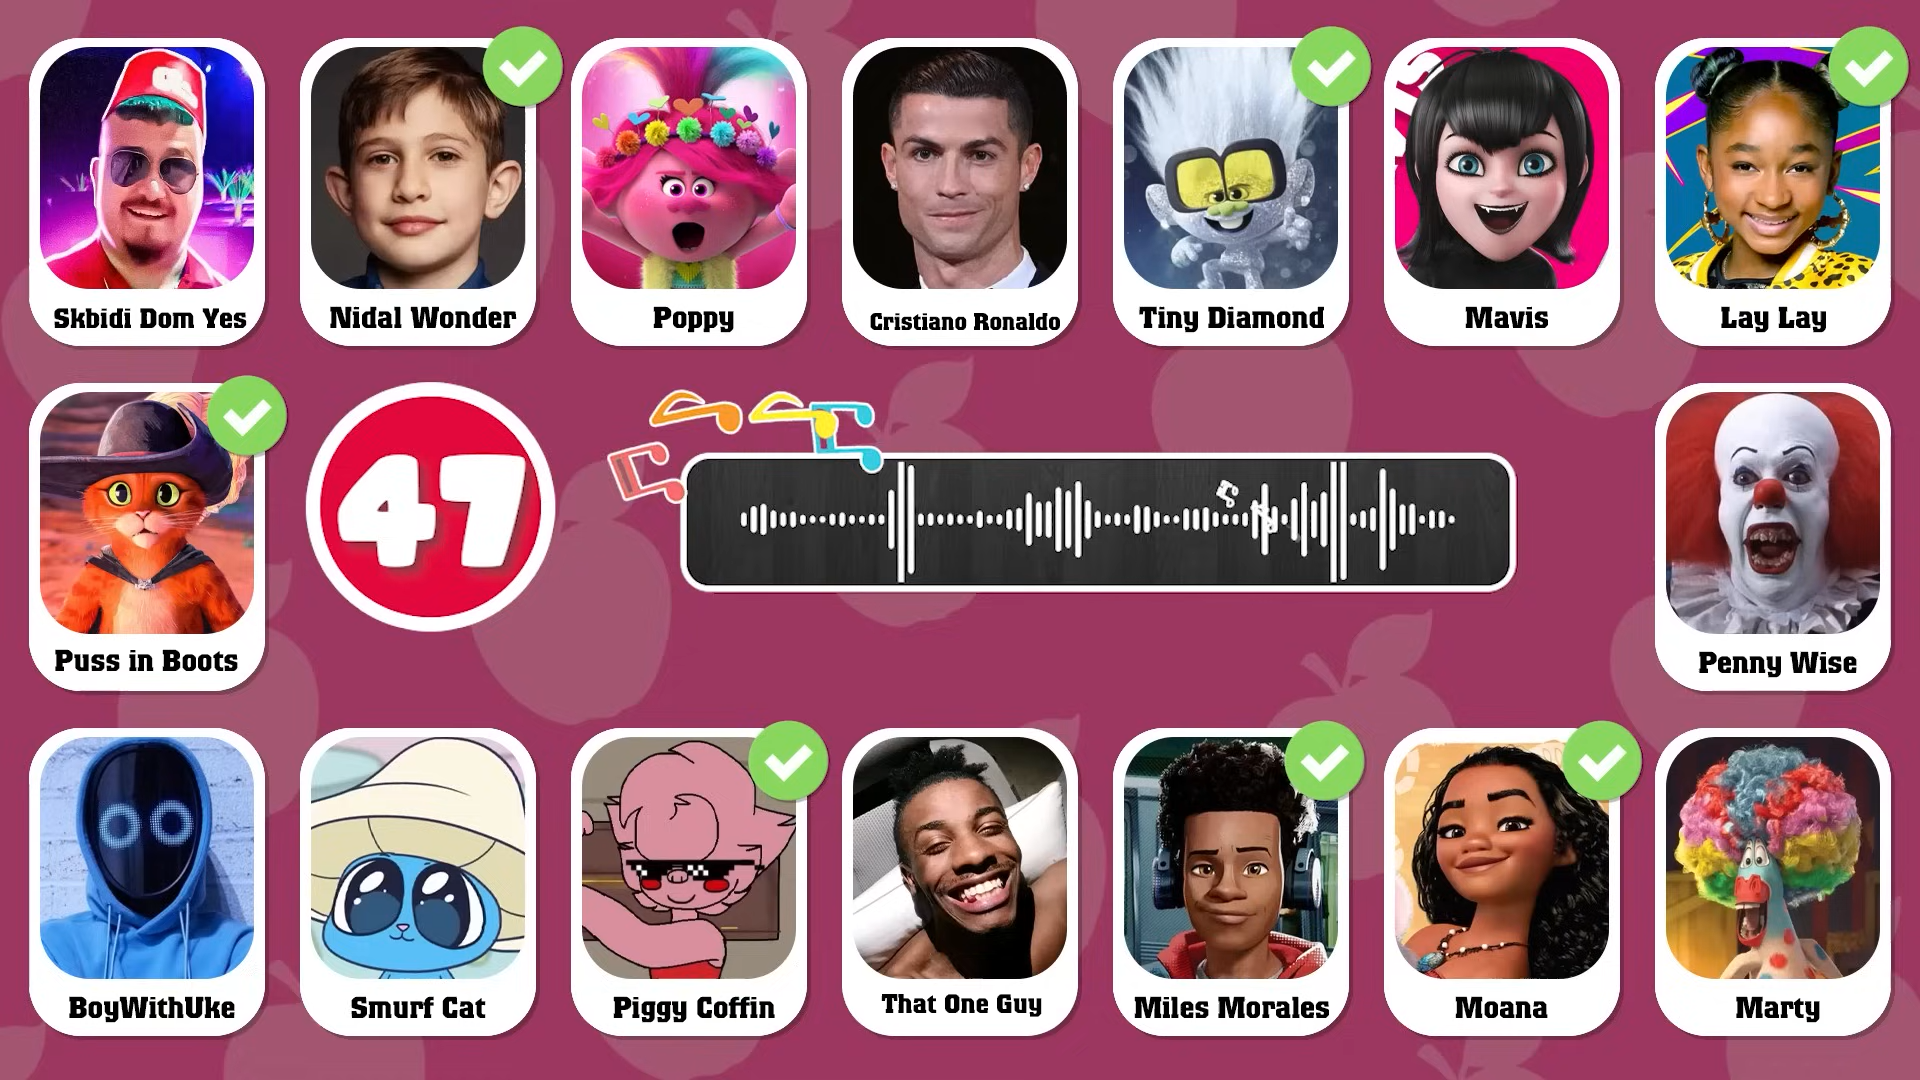 Skbidi Dom Yes
Nidal Wonder
Poppy
Cristiano Ronaldo
Tiny Diamond
Mavis
Lay Lay
Puss in Boots
47
Penny Wise
BoyWithUke
Smurf Cat
Piggy Coffin
That One Guy
Miles Morales
Moana
Marty